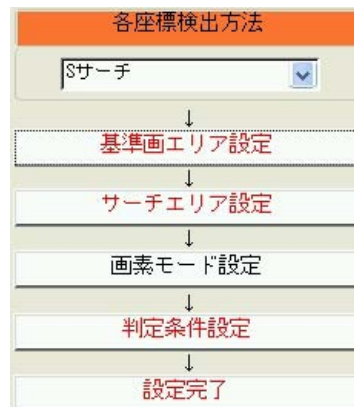 各座標検出方法
Sサーチ
↓
基準画エリア設定
↓
サーチエリア設定
↓
画素モード設定
↓
判定条件設定
↓
設定完了